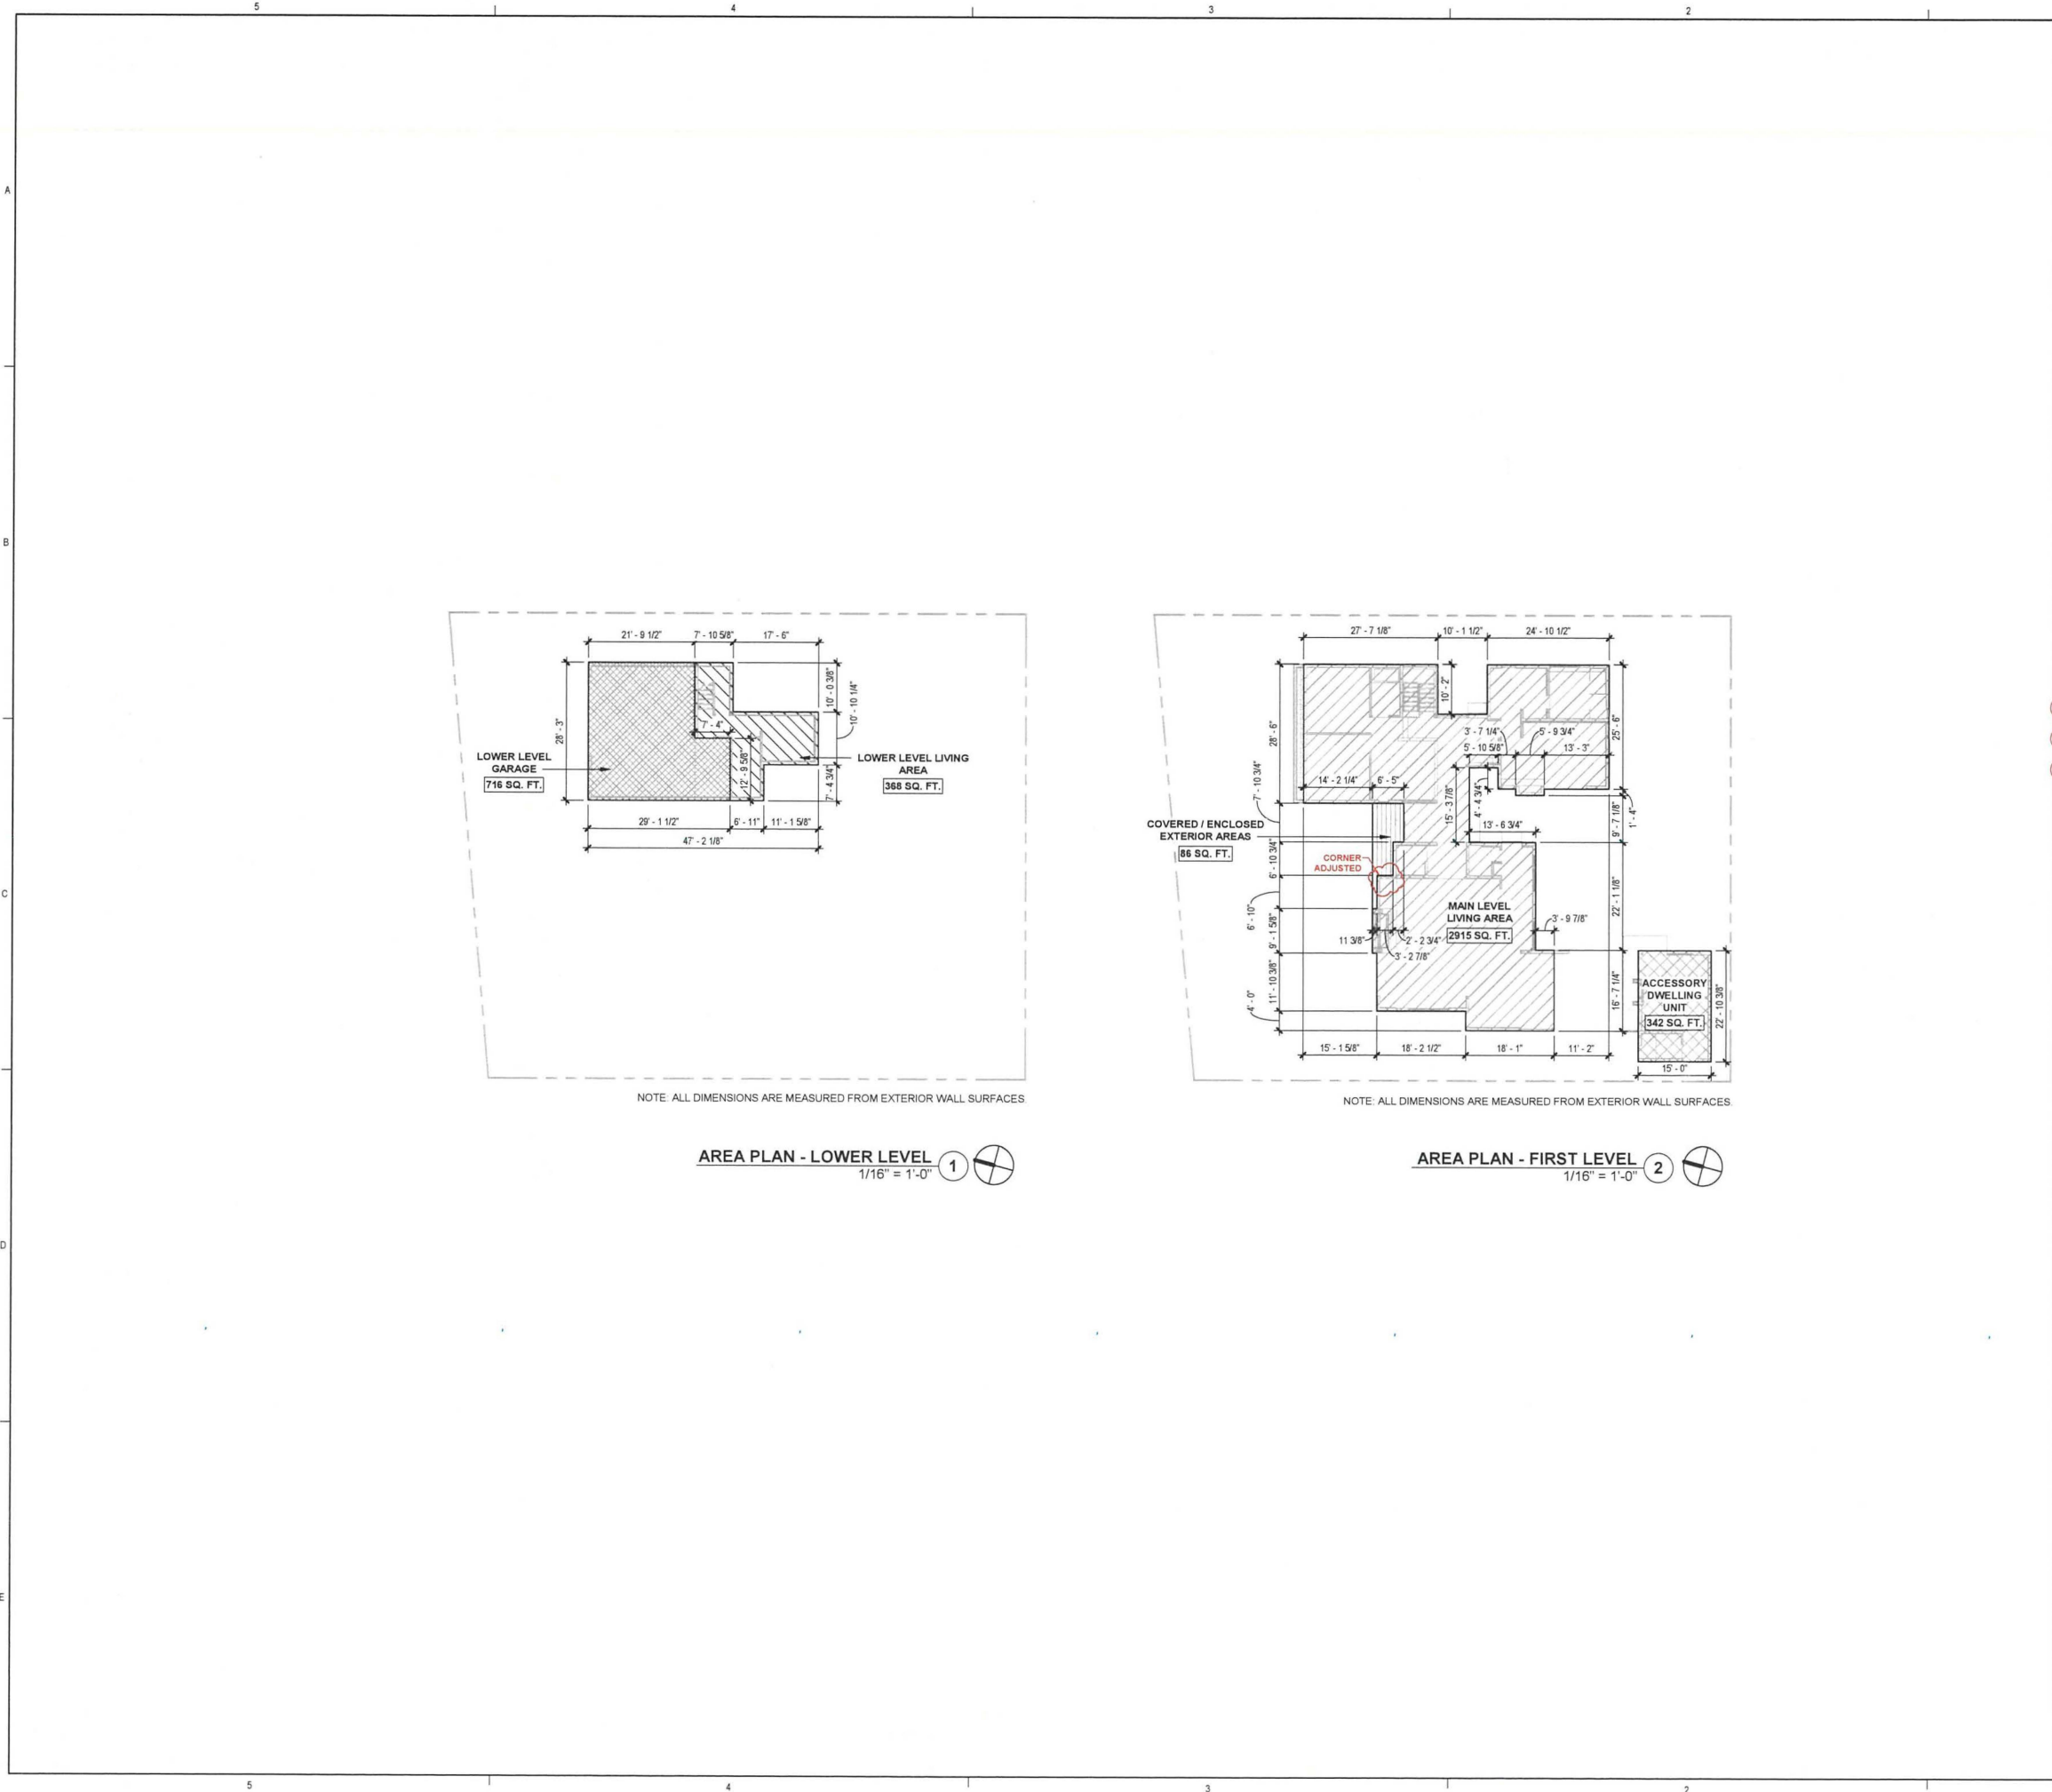 5 4 3 2
A
B
C
D
E
21' - 9 1/2" 7' - 10 5/8" 17' - 6"
10' - 0 3/8"
10' - 10 1/4"
28' - 3"
7' - 4"
12' - 9 5/8"
7' - 4 3/4"
LOWER LEVEL
GARAGE
716 SQ. FT.
LOWER LEVEL LIVING
AREA
368 SQ. FT.
29' - 1 1/2" 6' - 11" 11' - 1 5/8"
47' - 2 1/8"
NOTE: ALL DIMENSIONS ARE MEASURED FROM EXTERIOR WALL SURFACES
AREA PLAN - LOWER LEVEL 1
1/16" = 1'-0"
27' - 7 1/8" 10' - 1 1/2" 24' - 10 1/2"
10' - 2"
28' - 6"
25' - 6"
3' - 7 1/4" 5' - 9 3/4"
5' - 10 5/8" 13' - 3"
14' - 2 1/4" 6' - 5"
7' - 10 3/4"
15' - 3 7/8"
4' - 4 3/4"
9' - 7 1/8"
1' - 4"
13' - 6 3/4"
COVERED / ENCLOSED
EXTERIOR AREAS
86 SQ. FT.
CORNER
ADJUSTED
6' - 10 3/4"
6' - 10"
9' - 1 5/8"
11' - 10 3/8"
4' - 0"
MAIN LEVEL
LIVING AREA
2915 SQ. FT.
11 3/8" 2' - 2 3/4"
3' - 2 7/8"
3' - 9 7/8"
22' - 1 1/8"
16' - 7 1/4"
ACCESSORY
DWELLING
UNIT
342 SQ. FT.
22' - 10 3/8"
15' - 1 5/8" 18' - 2 1/2" 18' - 1" 11' - 2"
15' - 0"
NOTE: ALL DIMENSIONS ARE MEASURED FROM EXTERIOR WALL SURFACES.
AREA PLAN - FIRST LEVEL 2
1/16" = 1'-0"
5 4 3 2